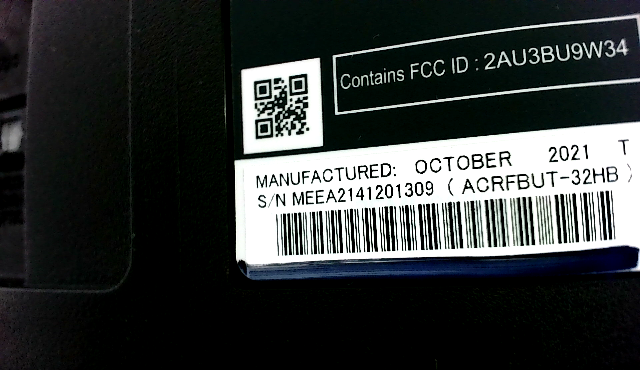 Contains FCC ID : 2AU3BU9W34
MANUFACTURED: OCTOBER 2021 T
S/N MEEA2141201309 ( ACRFBUT-32HB )